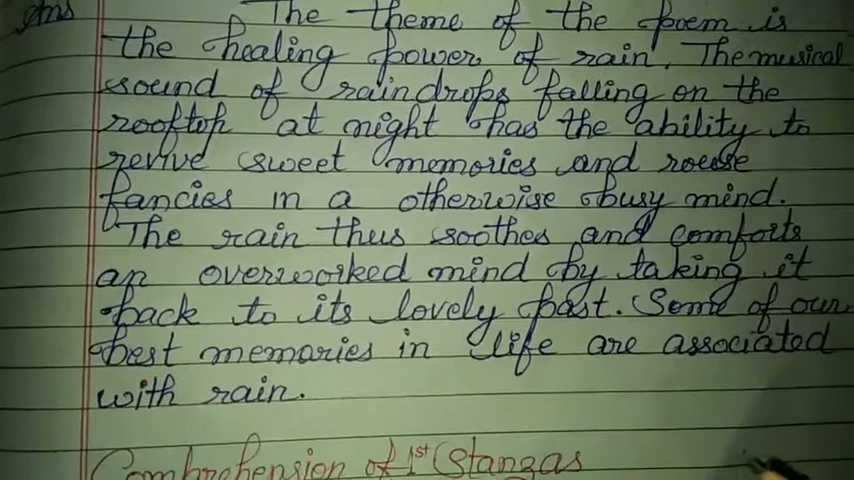 Ans The theme of the poem is
the healing power of rain. The musical
sound of raindrops falling on the
rooftop at night has the ability to
revive sweet memories and rouse
fancies in a otherwise busy mind.
The rain thus soothes and comforts
an overworked mind by taking it
back to its lovely past. Some of our
best memories in life are associated
with rain.
Comprehension of 1st Stanzas